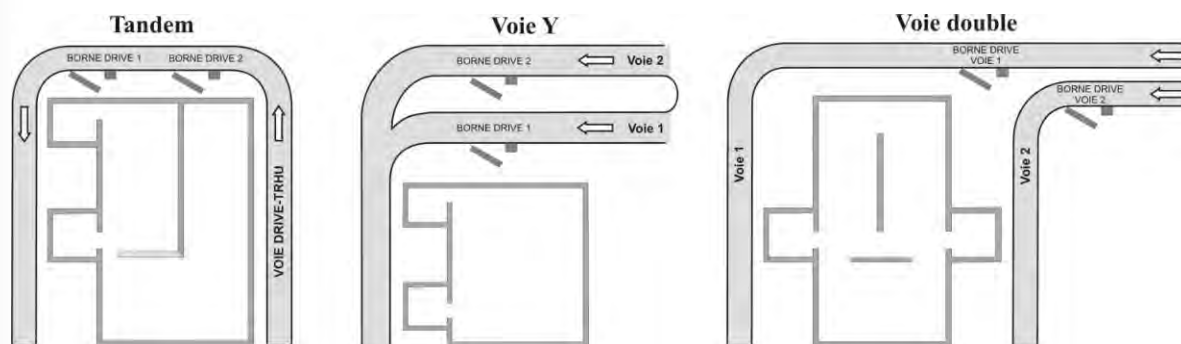 Tandem
BORNE DRIVE 1 BORNE DRIVE 2
VOIE DRIVE-TRHU
Voie Y
BORNE DRIVE 2 Voie 2
BORNE DRIVE 1 Voie 1
Voie double
BORNE DRIVE
VOIE 1
BORNE DRIVE
VOIE 2
Voie 1
Voie 2